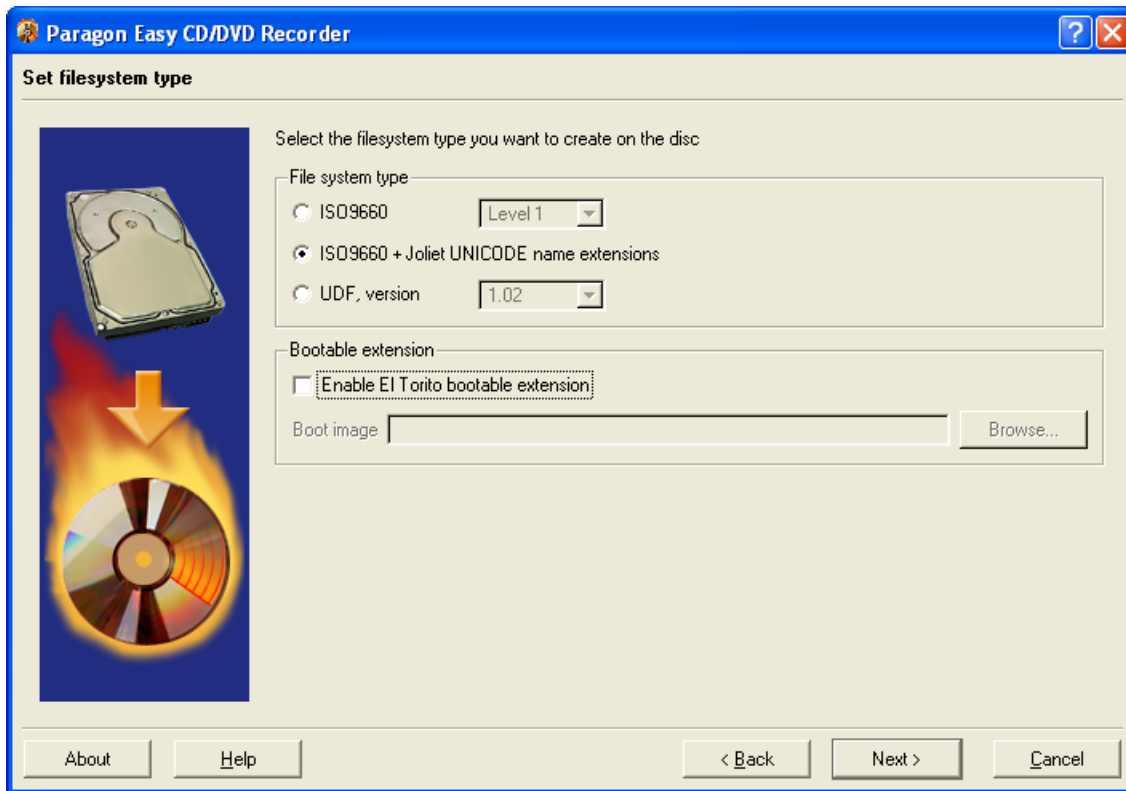 Paragon Easy CD/DVD Recorder
Set filesystem type
Select the filesystem type you want to create on the disc
File system type
ISO9660 Level 1
ISO9660 + Joliet UNICODE name extensions
UDF, version 1.02
Bootable extension
Enable El Torito bootable extension
Boot image Browse...
About Help < Back Next > Cancel